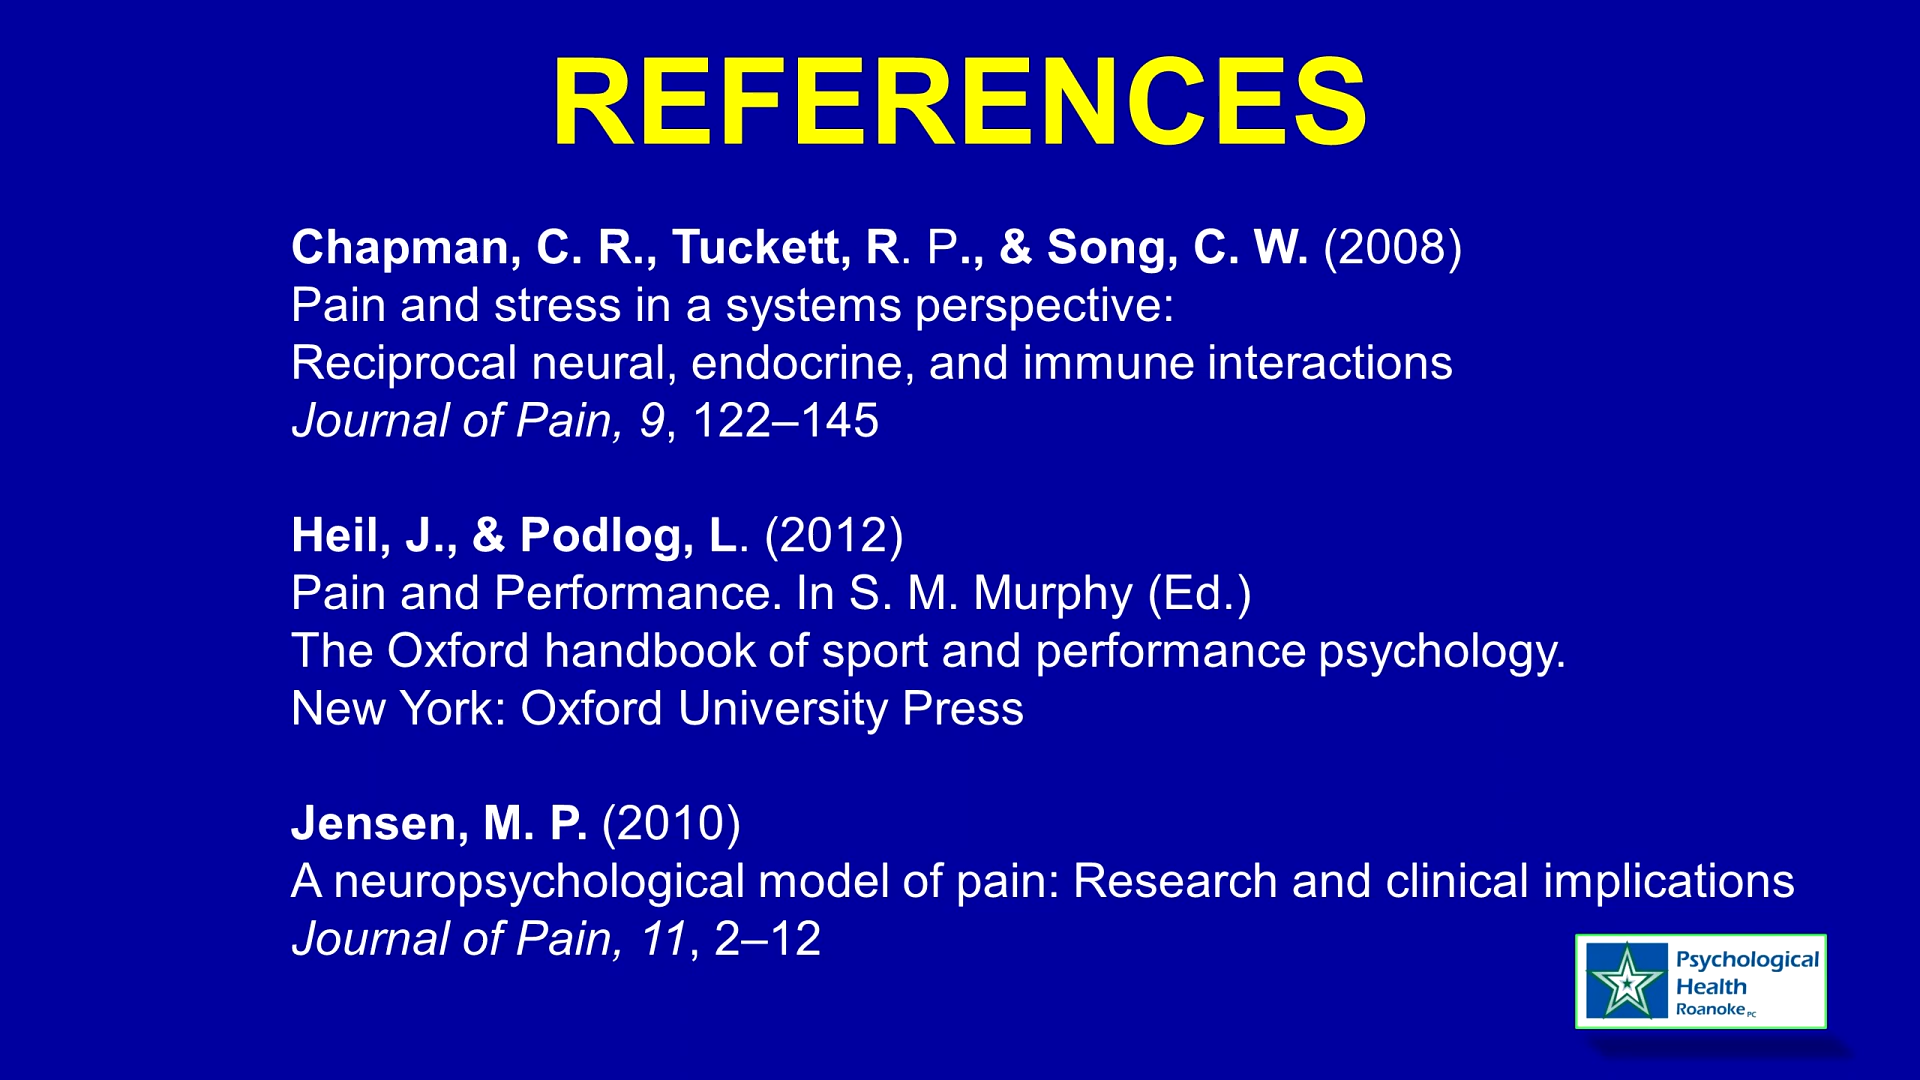 REFERENCES
Chapman, C. R., Tuckett, R. P., & Song, C. W. (2008)
Pain and stress in a systems perspective:
Reciprocal neural, endocrine, and immune interactions
Journal of Pain, 9, 122–145
Heil, J., & Podlog, L. (2012)
Pain and Performance. In S. M. Murphy (Ed.)
The Oxford handbook of sport and performance psychology.
New York: Oxford University Press
Jensen, M. P. (2010)
A neuropsychological model of pain: Research and clinical implications
Journal of Pain, 11, 2–12
Psychological
Health
Roanoke PC